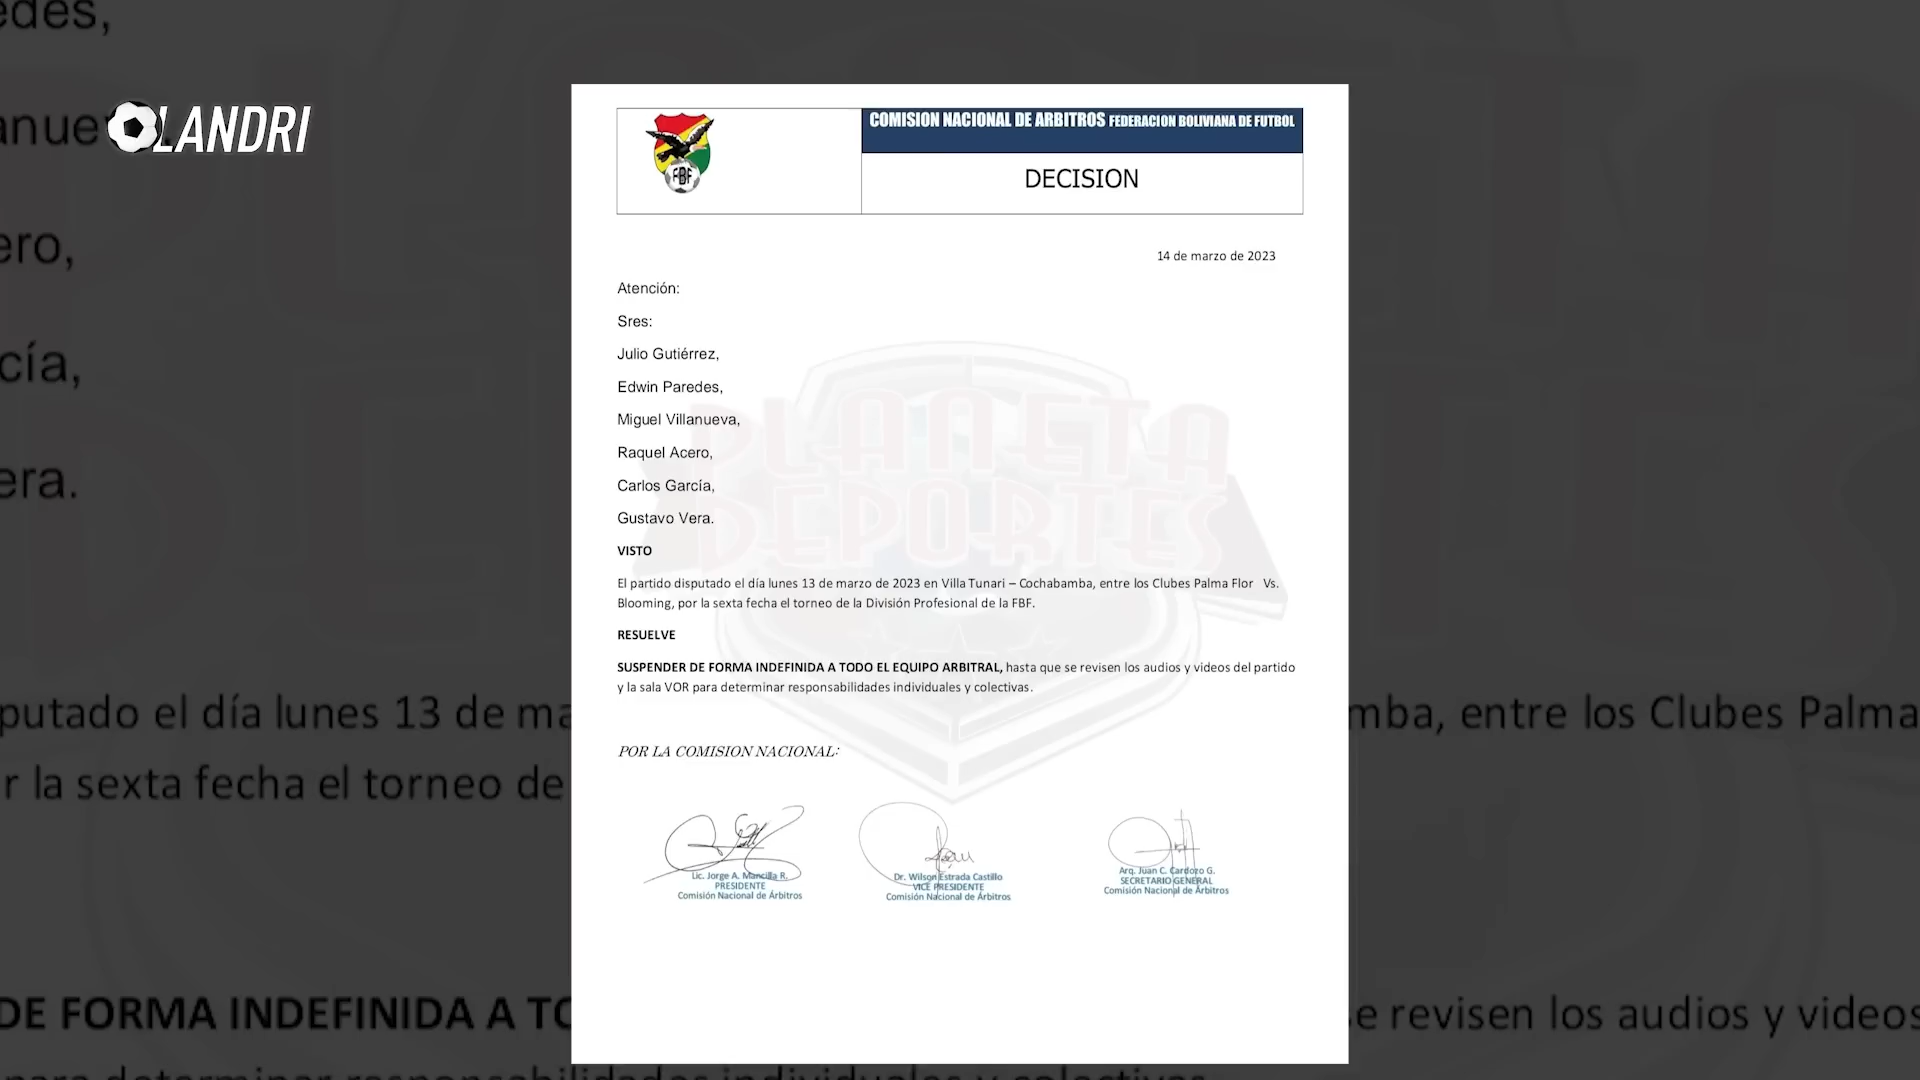 LANDRI
COMISION NACIONAL DE ARBITROS FEDERACION BOLIVIANA DE FUTBOL
FBF
DECISION
14 de marzo de 2023
Atención:
Sres:
Julio Gutiérrez,
Edwin Paredes,
Miguel Villanueva,
Raquel Acero,
Carlos García,
Gustavo Vera.
PLANETA
DEPORTES
VISTO
El partido disputado el día lunes 13 de marzo de 2023 en Villa Tunari – Cochabamba, entre los Clubes Palma Flor Vs.
Blooming, por la sexta fecha el torneo de la División Profesional de la FBF.
RESUELVE
SUSPENDER DE FORMA INDEFINIDA A TODO EL EQUIPO ARBITRAL, hasta que se revisen los audios y videos del partido
y la sala VOR para determinar responsabilidades individuales y colectivas.
POR LA COMISION NACIONAL:
Lic. Jorge A. Mancilla R.
PRESIDENTE
Comisión Nacional de Árbitros
Dr. Wilson Estrada Castillo
VICE PRESIDENTE
Comisión Nacional de Árbitros
Arq. Juan C. Cardozo G.
SECRETARIO GENERAL
Comisión Nacional de Árbitros
edes,
anue
ero,
cía,
era.
putado el día lunes 13 de ma
mba, entre los Clubes Palma
r la sexta fecha el torneo de
DE FORMA INDEFINIDA A TO
e revisen los audios y videos
para determinar responsabilidades individuales y colectivas.